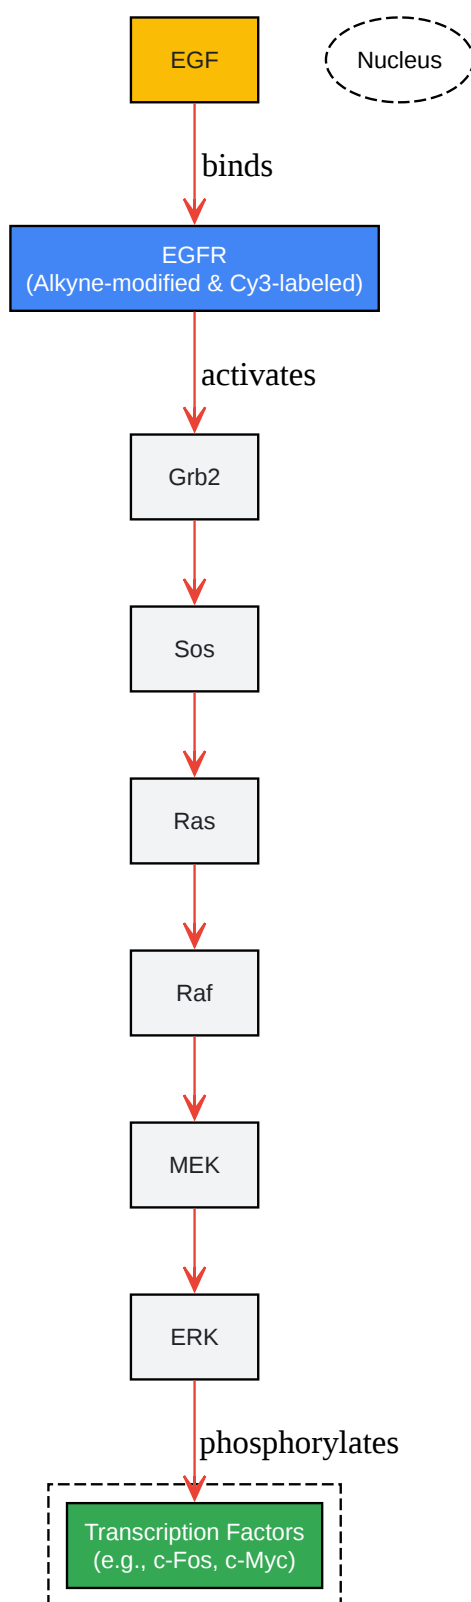 EGF
Nucleus
binds
EGFR
(Alkyne-modified & Cy3-labeled)
activates
Grb2
Sos
Ras
Raf
MEK
ERK
phosphorylates
Transcription Factors
(e.g., c-Fos, c-Myc)